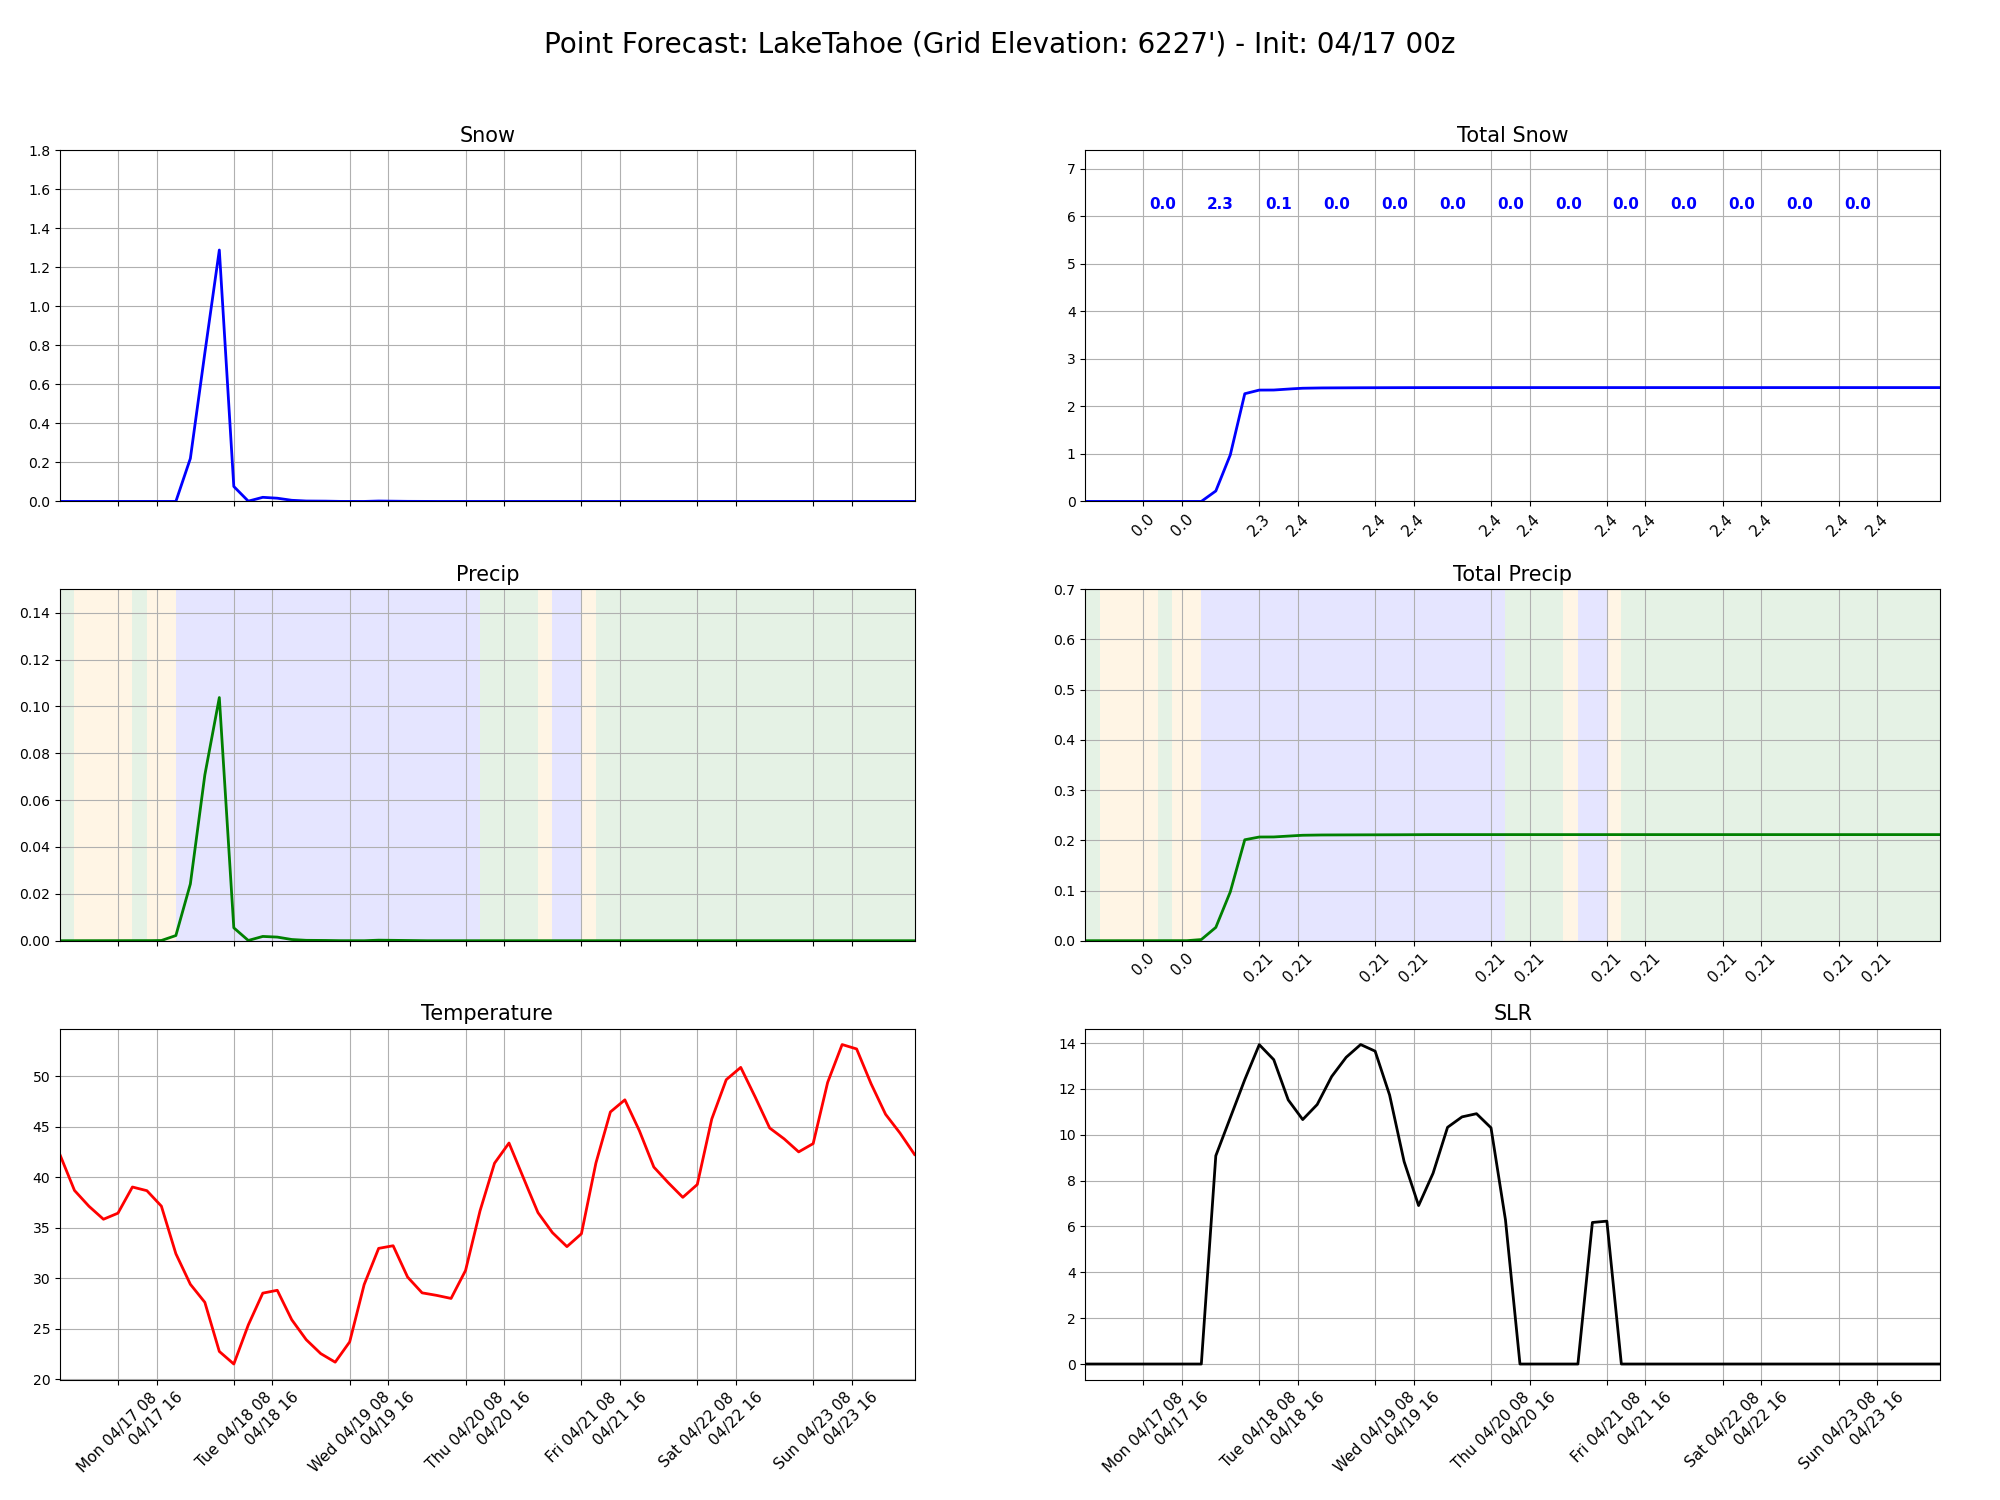 Point Forecast: LakeTahoe (Grid Elevation: 6227') - Init: 04/17 00z
Snow
1.8
1.6
1.4
1.2
1.0
0.8
0.6
0.4
0.2
0.0
Total Snow
7
6
5
4
3
2
1
0
0.0 2.3 0.1 0.0 0.0 0.0 0.0 0.0 0.0 0.0 0.0 0.0 0.0
0.0 0.0 2.3 2.4 2.4 2.4 2.4 2.4 2.4 2.4 2.4 2.4 2.4 2.4
Precip
0.14
0.12
0.10
0.08
0.06
0.04
0.02
0.00
Total Precip
0.7
0.6
0.5
0.4
0.3
0.2
0.1
0.0
0.0 0.0 0.21 0.21 0.21 0.21 0.21 0.21 0.21 0.21 0.21 0.21 0.21 0.21
Temperature
50
45
40
35
30
25
20
Mon 04/17 08
04/17 16
Tue 04/18 08
04/18 16
Wed 04/19 08
04/19 16
Thu 04/20 08
04/20 16
Fri 04/21 08
04/21 16
Sat 04/22 08
04/22 16
Sun 04/23 08
04/23 16
SLR
14
12
10
8
6
4
2
0
Mon 04/17 08
04/17 16
Tue 04/18 08
04/18 16
Wed 04/19 08
04/19 16
Thu 04/20 08
04/20 16
Fri 04/21 08
04/21 16
Sat 04/22 08
04/22 16
Sun 04/23 08
04/23 16